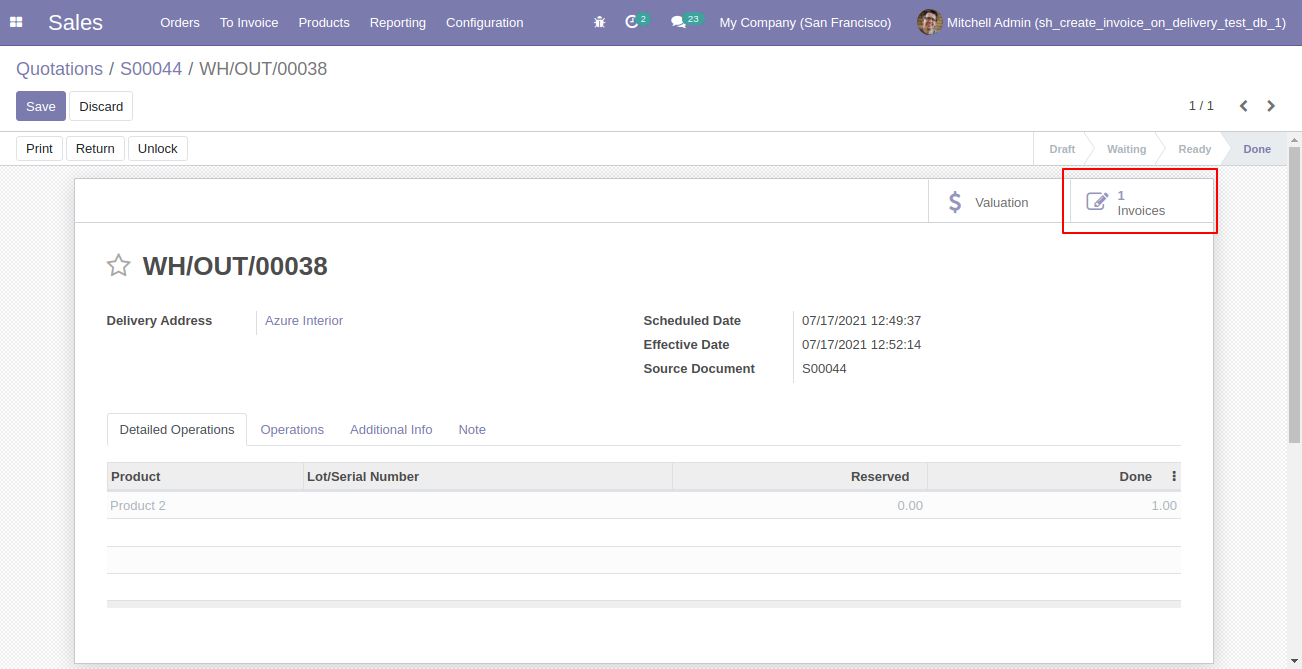 Sales Orders To Invoice Products Reporting Configuration 2 23 My Company (San Francisco) Mitchell Admin (sh_create_invoice_on_delivery_test_db_1)
Quotations / S00044 / WH/OUT/00038
Save Discard 1 / 1
Print Return Unlock Draft Waiting Ready Done
Valuation 1 Invoices
WH/OUT/00038
Delivery Address Azure Interior Scheduled Date 07/17/2021 12:49:37
Effective Date 07/17/2021 12:52:14
Source Document S00044
Detailed Operations Operations Additional Info Note
Product Lot/Serial Number Reserved Done
Product 2 0.00 1.00